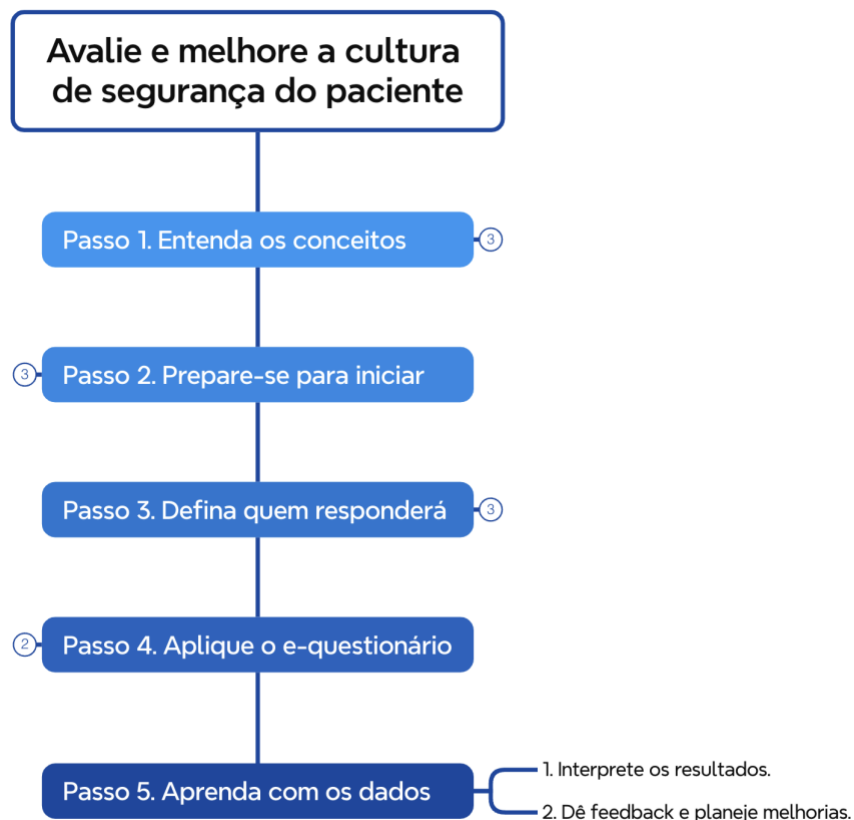 Avalie e melhore a cultura
de segurança do paciente
Passo 1. Entenda os conceitos
3
3
Passo 2. Prepare-se para iniciar
Passo 3. Defina quem responderá
3
2
Passo 4. Aplique o e-questionário
Passo 5. Aprenda com os dados
1. Interprete os resultados.
2. Dê feedback e planeje melhorias.